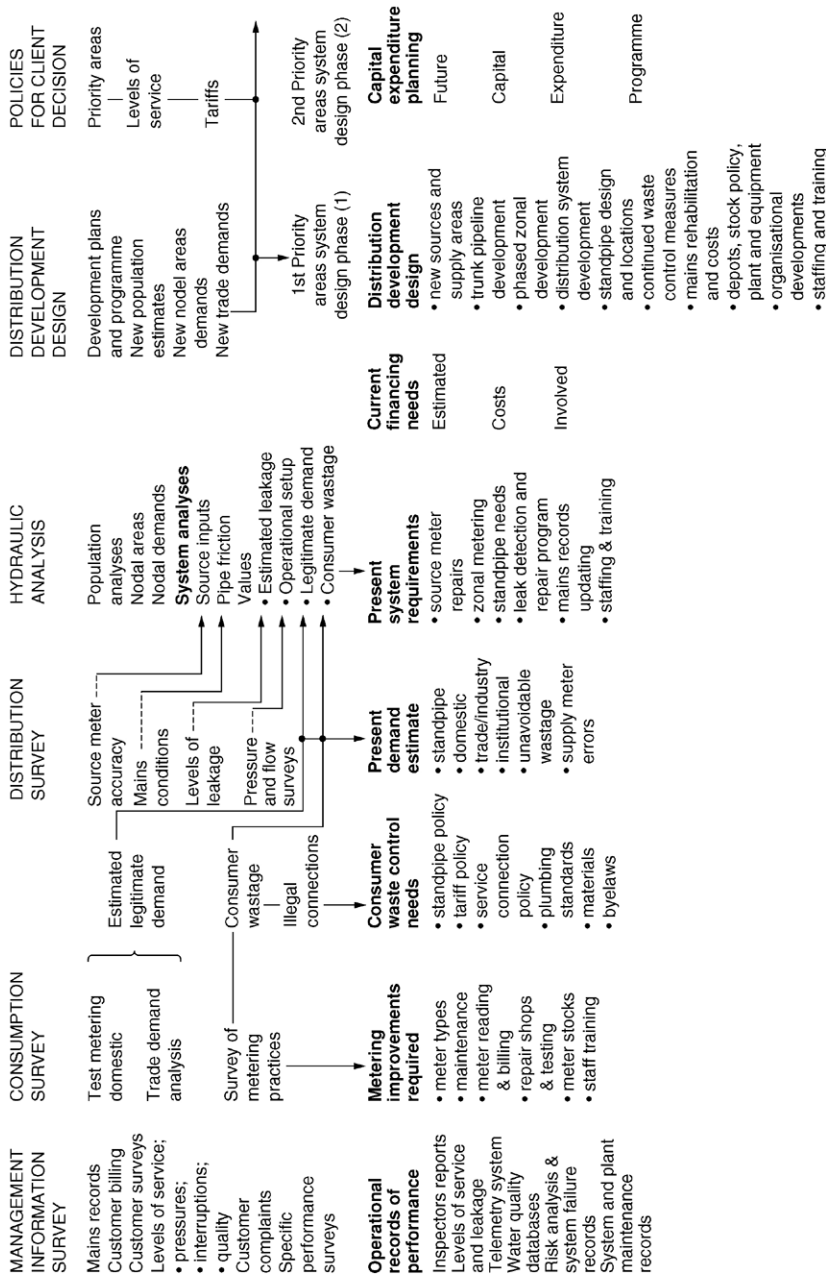 MANAGEMENT
INFORMATION
SURVEY
Mains records
Customer billing
Customer surveys
Levels of service;
• pressures;
• interruptions;
• quality
Customer
complaints
Specific
performance
surveys
Operational
records of
performance
Inspectors reports
Levels of service
and leakage
Telemetry system
Water quality
databases
Risk analysis &
system failure
records
System and plant
maintenance
records
CONSUMPTION
SURVEY
Test metering
domestic
Trade demand
analysis
Survey of
metering
practices
Metering
improvements
required
• meter types
• maintenance
• meter reading
& billing
• repair shops
& testing
• meter stocks
• staff training
Estimated
legitimate
demand
Consumer
wastage
Illegal
connections
Consumer
waste control
needs
• standpipe policy
• tariff policy
• service
connection
policy
• plumbing
standards
• materials
• byelaws
DISTRIBUTION
SURVEY
Source meter
accuracy
Mains
conditions
Levels of
leakage
Pressure
and flow
surveys
Present
demand
estimate
• standpipe
• domestic
• trade/industry
• institutional
• unavoidable
wastage
• supply meter
errors
HYDRAULIC
ANALYSIS
Population
analyses
Nodal areas
Nodal demands
System analyses
Source inputs
Pipe friction
Values
• Estimated leakage
• Operational setup
• Legitimate demand
• Consumer wastage
Present
system
requirements
• source meter
repairs
• zonal metering
• standpipe needs
• leak detection and
repair program
• mains records
updating
• staffing & training
Current
financing
needs
Estimated
Costs
Involved
DISTRIBUTION
DEVELOPMENT
DESIGN
Development plans
and programme
New population
estimates
New nodel areas
demands
New trade demands
1st Priority
areas system
design phase (1)
Distribution
development
design
• new sources and
supply areas
• trunk pipeline
development
• phased zonal
development
• distribution system
development
• standpipe design
and locations
• continued waste
control measures
• mains rehabilitation
and costs
• depots, stock policy,
plant and equipment
• organisational
developments
• staffing and training
POLICIES
FOR CLIENT
DECISION
Priority areas
Levels of
service
Tariffs
2nd Priority
areas system
design phase (2)
Capital
expenditure
planning
Future
Capital
Expenditure
Programme